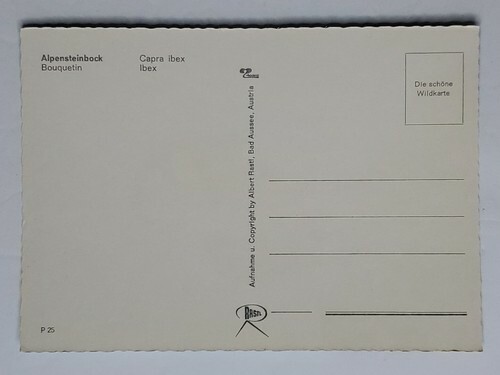 Alpensteinbock Capra ibex
Bouquetin Ibex
Die schöne
Wildkarte
Aufnahme u. Copyright by Albert Rastl, Bad Aussee, Austria
RASTL
P 25